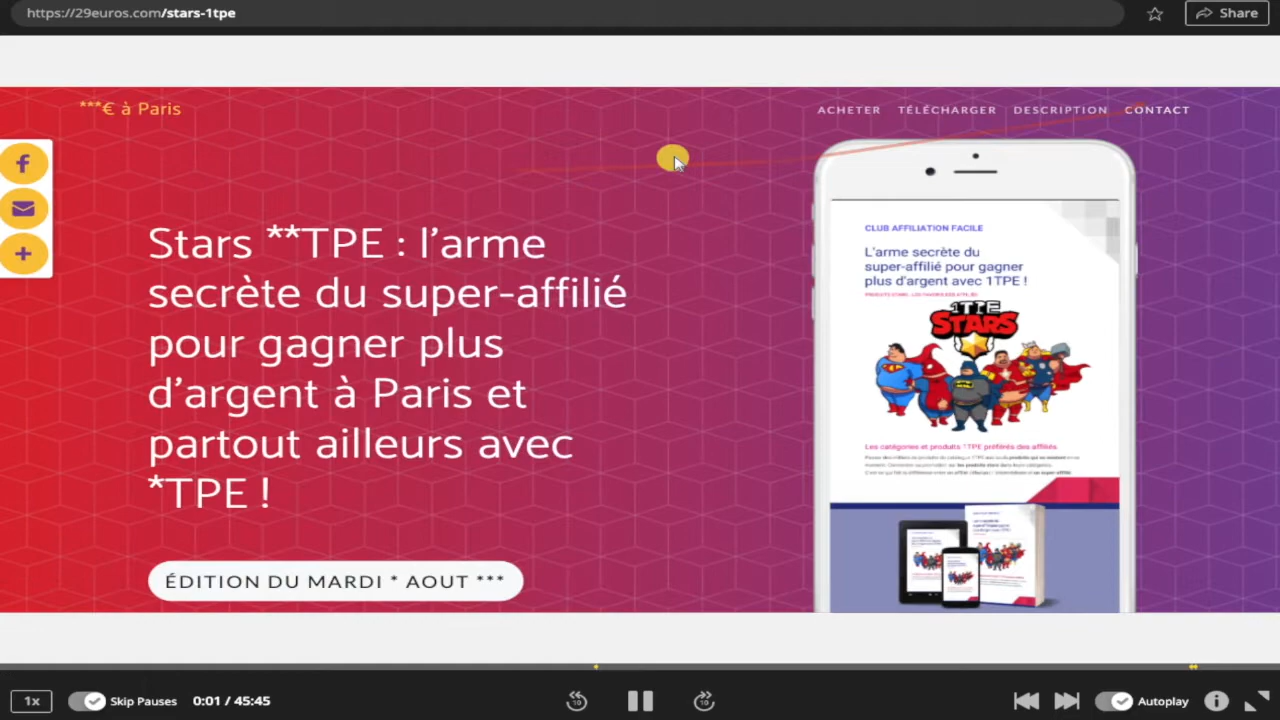 https://29euros.com/stars-1tpe
Share
***€ à Paris
ACHETER TÉLÉCHARGER DESCRIPTION CONTACT
Stars **TPE : l’arme
secrète du super-affilié
pour gagner plus
d’argent à Paris et
partout ailleurs avec
*TPE !
ÉDITION DU MARDI * AOUT ***
CLUB AFFILIATION FACILE
L'arme secrète du
super-affilié pour gagner
plus d'argent avec 1TPE !
1TPE
STARS
Les catégories et produits 1TPE préférés des affiliés
1x
Skip Pauses
0:01 / 45:45
10
10
Autoplay